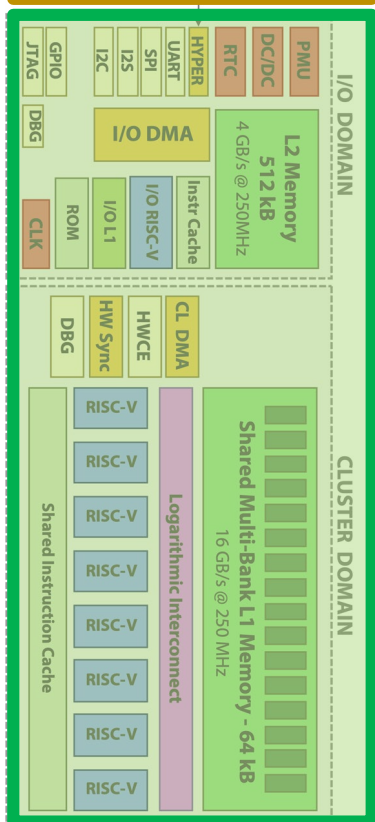 JTAG
GPIO
I2C
I2S
SPI
UART
HYPER
RTC
DC/DC
PMU
I/O DOMAIN
DBG
I/O DMA
L2 Memory
512 kB
4 GB/s @ 250MHz
CLK
ROM
I/O L1
I/O RISC-V
Instr Cache
DBG
HW Sync
HWCE
CL DMA
CLUSTER DOMAIN
Shared Multi-Bank L1 Memory - 64 kB
16 GB/s @ 250 MHz
Logarithmic Interconnect
RISC-V
RISC-V
RISC-V
RISC-V
RISC-V
RISC-V
RISC-V
RISC-V
Shared Instruction Cache